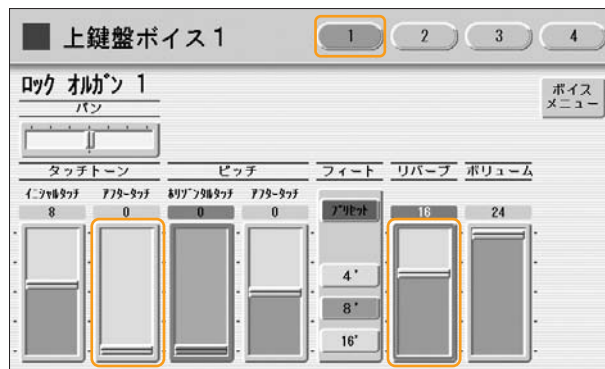 上鍵盤ボイス1 1 2 3 4
ロック オルガン 1
ボイス
メニュー
パン
タッチトーン ピッチ フィート リバーブ ボリューム
イニシャルタッチ アフタータッチ ホリゾンタルタッチ アフタータッチ
8 0 0 0 プリセット 16 24
4'
8'
16'